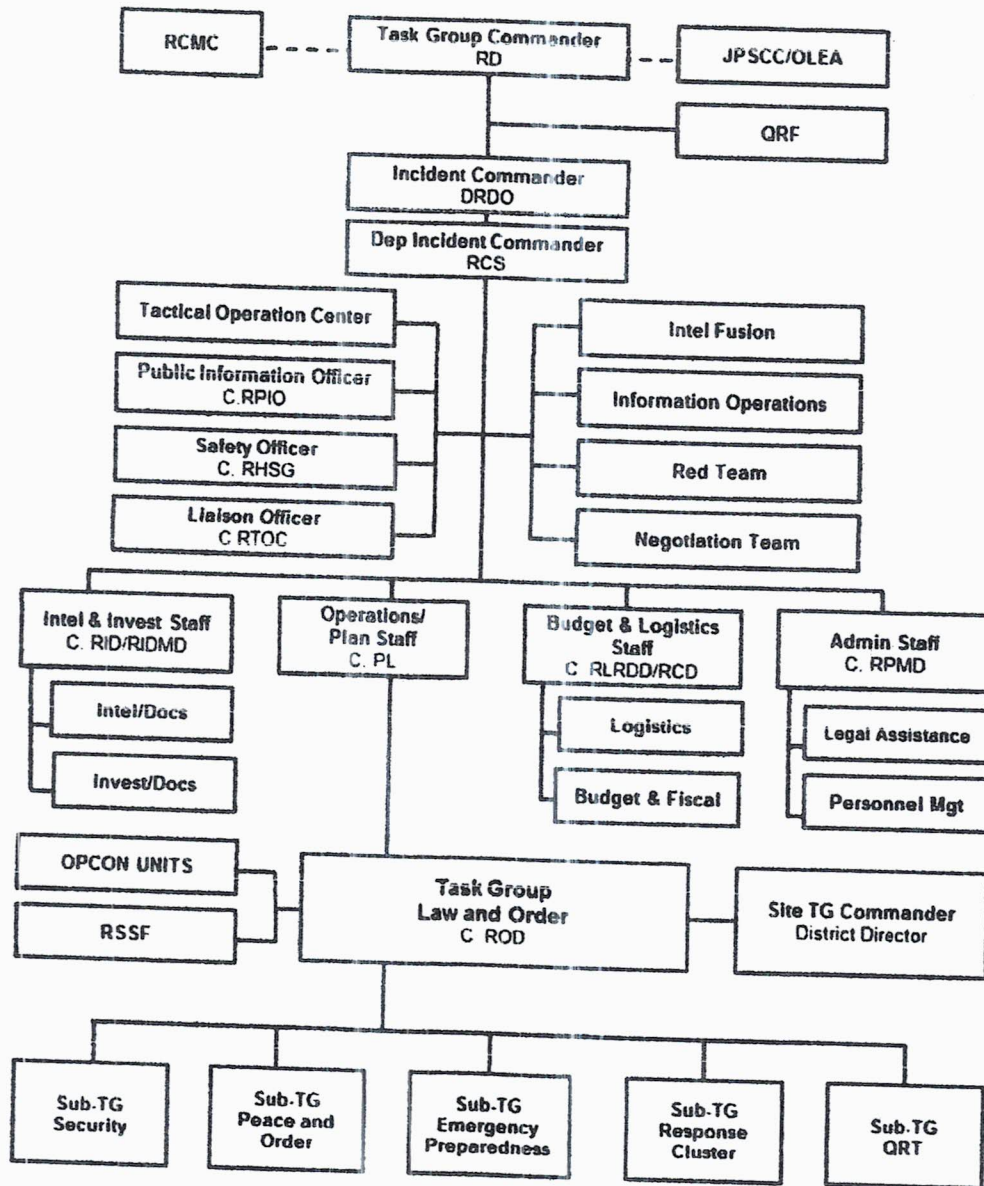 RCMC
Task Group Commander
RD
JPSCC/OLEA
QRF
Incident Commander
DRDO
Dep Incident Commander
RCS
Tactical Operation Center
Public Information Officer
C.RPIO
Safety Officer
C. RHSG
Liaison Officer
C RTOC
Intel Fusion
Information Operations
Red Team
Negotiation Team
Intel & Invest Staff
C. RID/RIDMD
Intel/Docs
Invest/Docs
Operations/
Plan Staff
C. PL
Budget & Logistics
Staff
C RLRDD/RCD
Logistics
Budget & Fiscal
Admin Staff
C. RPMD
Legal Assistance
Personnel Mgt
OPCON UNITS
RSSF
Task Group
Law and Order
C ROD
Site TG Commander
District Director
Sub-TG
Security
Sub-TG
Peace and
Order
Sub-TG
Emergency
Preparedness
Sub-TG
Response
Cluster
Sub-TG
QRT